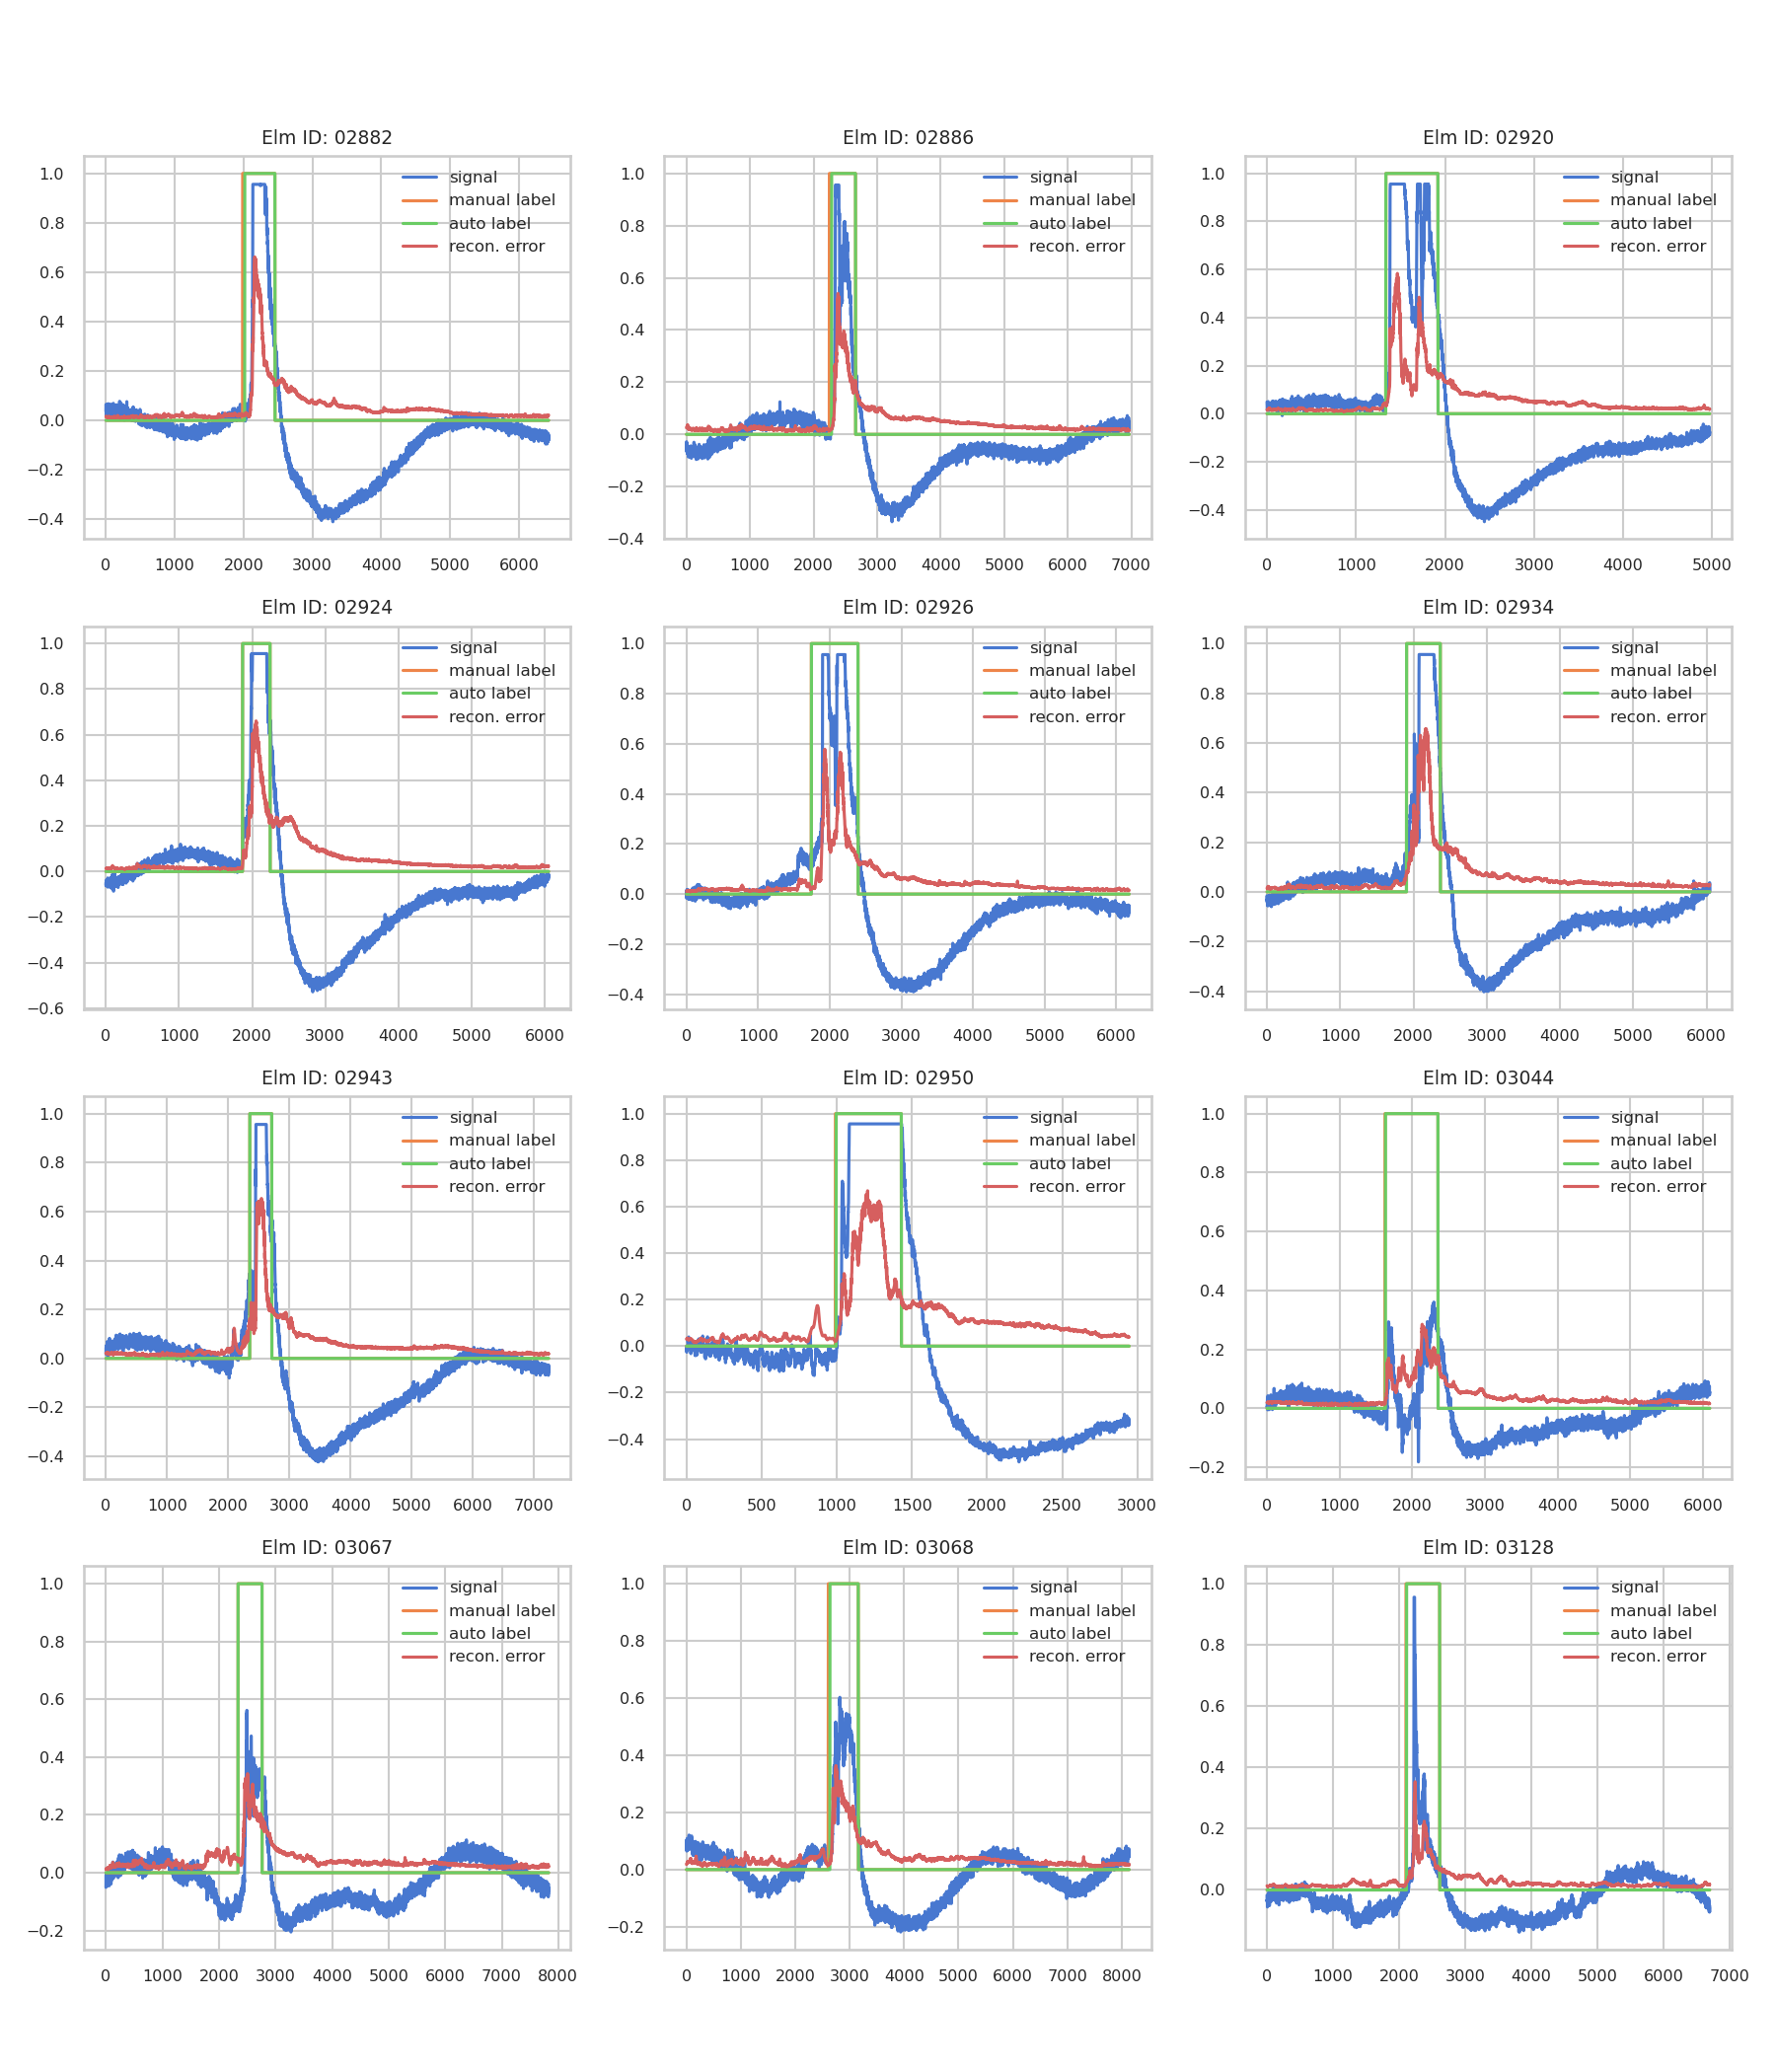 Elm ID: 02882
signal
manual label
auto label
recon. error
1.0
0.8
0.6
0.4
0.2
0.0
−0.2
−0.4
0 1000 2000 3000 4000 5000 6000
Elm ID: 02886
signal
manual label
auto label
recon. error
1.0
0.8
0.6
0.4
0.2
0.0
−0.2
−0.4
0 1000 2000 3000 4000 5000 6000 7000
Elm ID: 02920
signal
manual label
auto label
recon. error
1.0
0.8
0.6
0.4
0.2
0.0
−0.2
−0.4
0 1000 2000 3000 4000 5000
Elm ID: 02924
signal
manual label
auto label
recon. error
1.0
0.8
0.6
0.4
0.2
0.0
−0.2
−0.4
−0.6
0 1000 2000 3000 4000 5000 6000
Elm ID: 02926
signal
manual label
auto label
recon. error
1.0
0.8
0.6
0.4
0.2
0.0
−0.2
−0.4
0 1000 2000 3000 4000 5000 6000
Elm ID: 02934
signal
manual label
auto label
recon. error
1.0
0.8
0.6
0.4
0.2
0.0
−0.2
−0.4
0 1000 2000 3000 4000 5000 6000
Elm ID: 02943
signal
manual label
auto label
recon. error
1.0
0.8
0.6
0.4
0.2
0.0
−0.2
−0.4
0 1000 2000 3000 4000 5000 6000 7000
Elm ID: 02950
signal
manual label
auto label
recon. error
1.0
0.8
0.6
0.4
0.2
0.0
−0.2
−0.4
0 500 1000 1500 2000 2500 3000
Elm ID: 03044
signal
manual label
auto label
recon. error
1.0
0.8
0.6
0.4
0.2
0.0
−0.2
0 1000 2000 3000 4000 5000 6000
Elm ID: 03067
signal
manual label
auto label
recon. error
1.0
0.8
0.6
0.4
0.2
0.0
−0.2
0 1000 2000 3000 4000 5000 6000 7000 8000
Elm ID: 03068
signal
manual label
auto label
recon. error
1.0
0.8
0.6
0.4
0.2
0.0
−0.2
0 1000 2000 3000 4000 5000 6000 7000 8000
Elm ID: 03128
signal
manual label
auto label
recon. error
1.0
0.8
0.6
0.4
0.2
0.0
0 1000 2000 3000 4000 5000 6000 7000